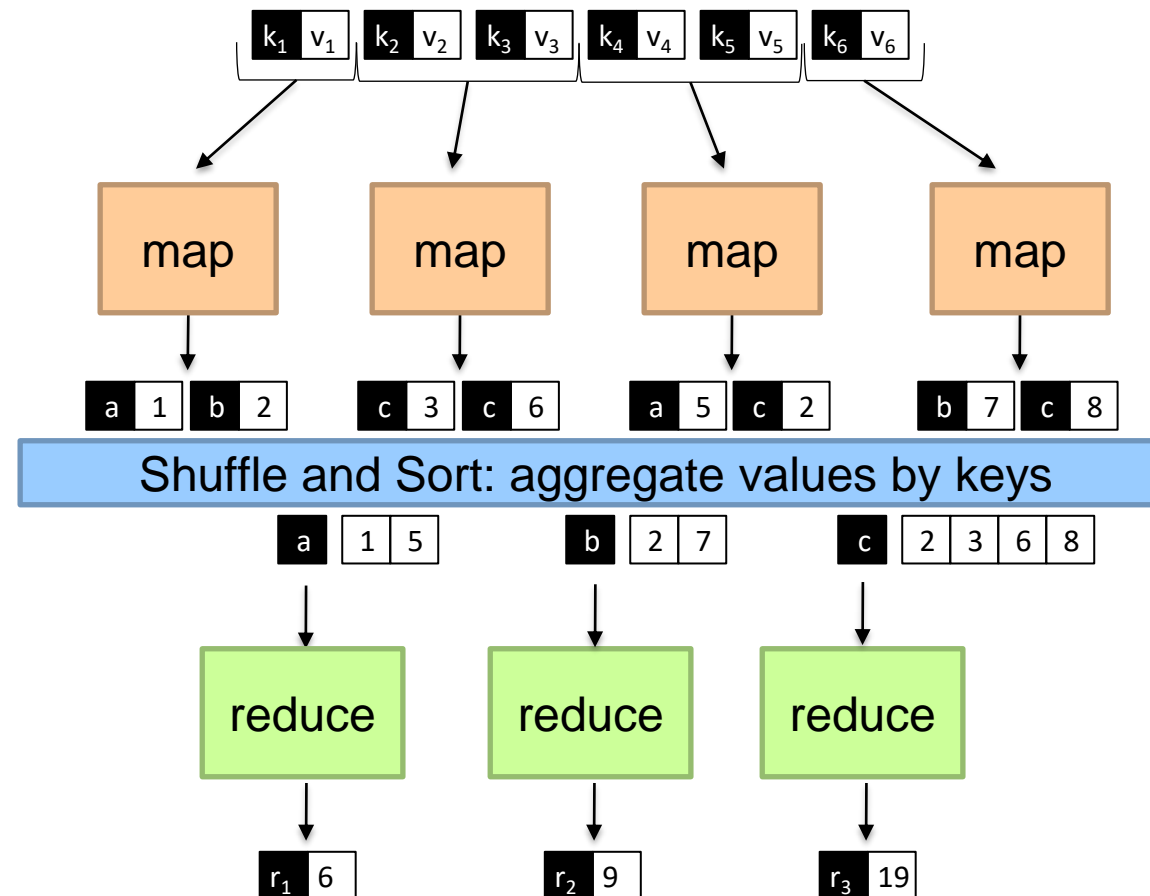 k₁ v₁ k₂ v₂ k₃ v₃ k₄ v₄ k₅ v₅ k₆ v₆
map map map map
a 1 b 2 c 3 c 6 a 5 c 2 b 7 c 8
Shuffle and Sort: aggregate values by keys
a 1 5 b 2 7 c 2 3 6 8
reduce reduce reduce
r₁ 6 r₂ 9 r₃ 19